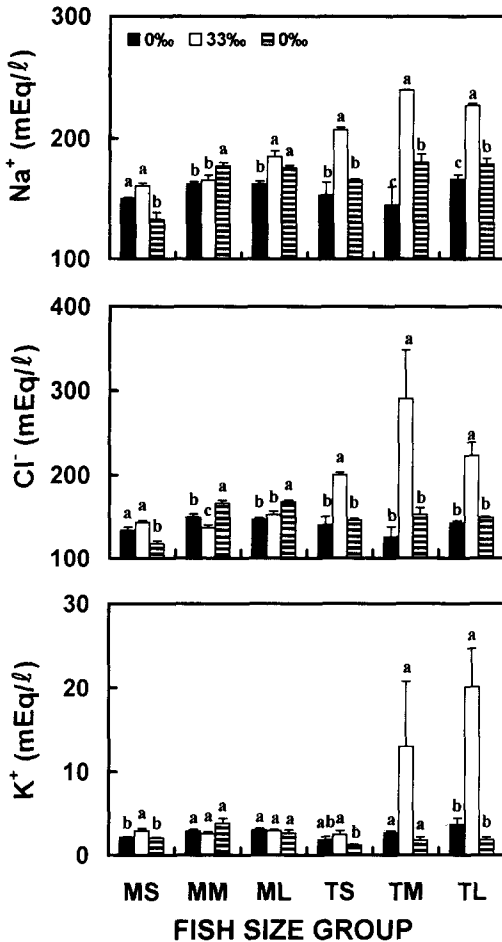 300
■ 0‰ □ 33‰ ▤ 0‰
Na⁺ (mEq/ℓ)
200
100
a a b
b b a
b a a
b a b
c a b
c a b
400
Cl⁻ (mEq/ℓ)
300
200
100
a a b
b c a
b b a
b a b
b a b
b a b
30
K⁺ (mEq/ℓ)
20
10
0
b a b
a a a
a a a
ab a b
a a a
b a b
MS MM ML TS TM TL
FISH SIZE GROUP